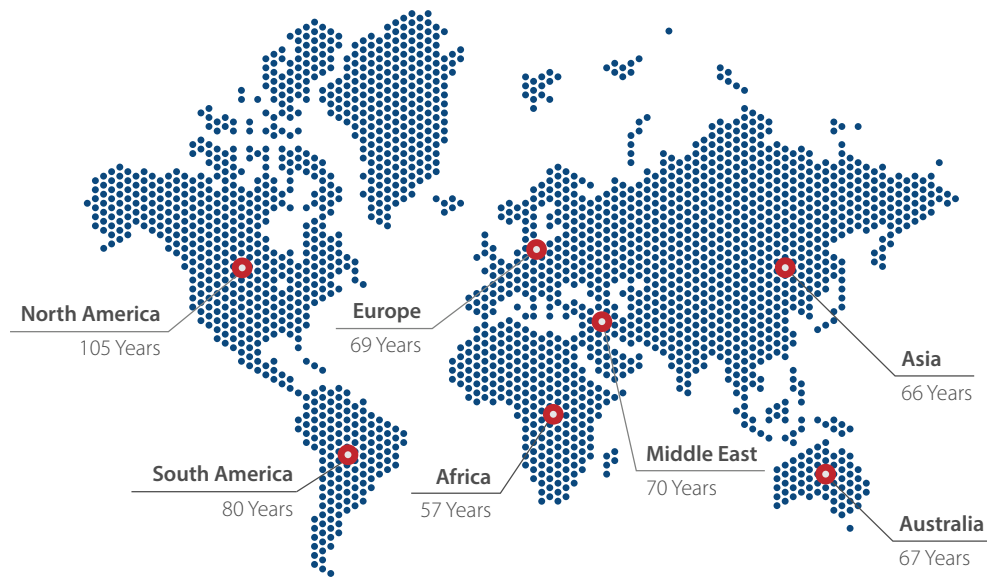 North America
105 Years
Europe
69 Years
Asia
66 Years
South America
80 Years
Africa
57 Years
Middle East
70 Years
Australia
67 Years